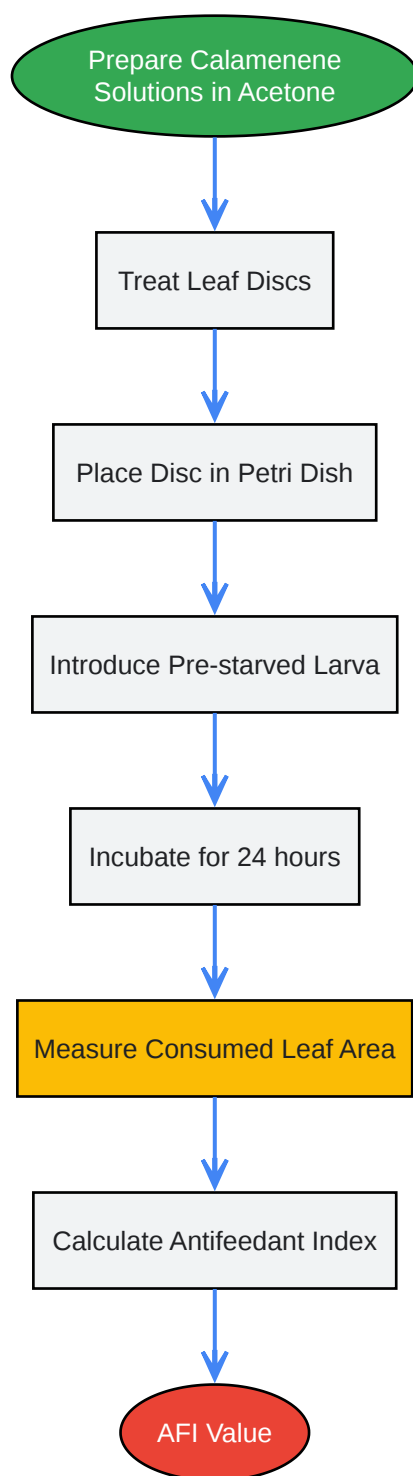 Prepare Calamenene
Solutions in Acetone
Treat Leaf Discs
Place Disc in Petri Dish
Introduce Pre-starved Larva
Incubate for 24 hours
Measure Consumed Leaf Area
Calculate Antifeedant Index
AFI Value